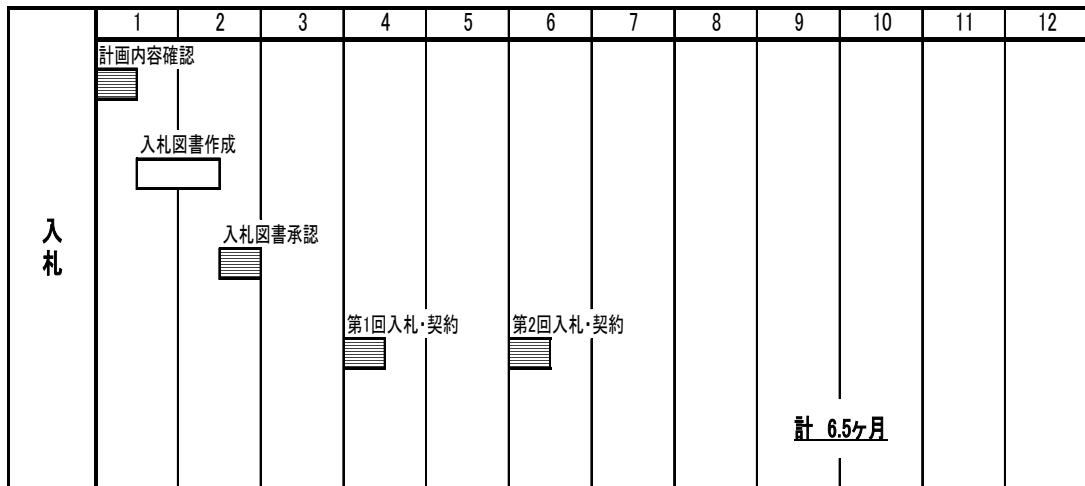 1 2 3 4 5 6 7 8 9 10 11 12
計画内容確認
入札図書作成
入札
入札図書承認
第1回入札・契約 第2回入札・契約
計 6.5ヶ月